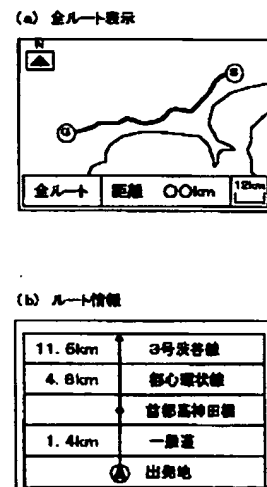 (a) 全ルート表示
N
S
G
全ルート 距離 〇〇km 12km
(b) ルート情報
11.6km 3号渋谷線
4.8km 都心環状線
首都高神田橋
1.4km 一般道
出発地